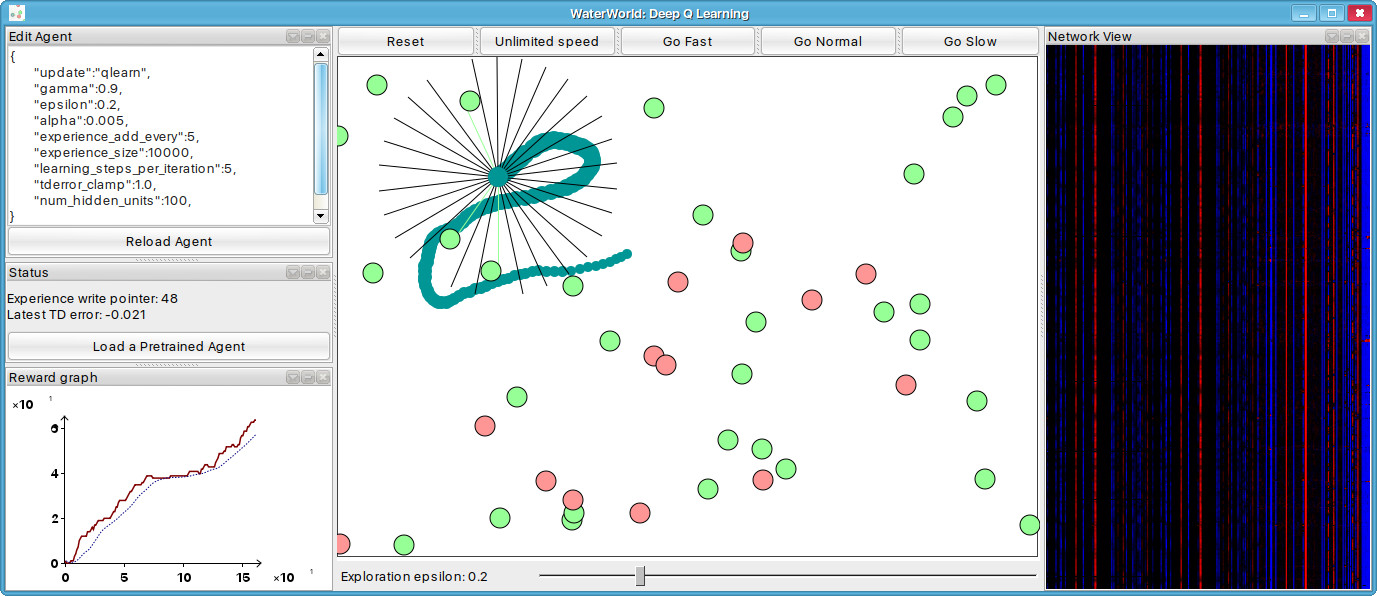 WaterWorld: Deep Q Learning
Edit Agent
{
"update":"qlearn",
"gamma":0.9,
"epsilon":0.2,
"alpha":0.005,
"experience_add_every":5,
"experience_size":10000,
"learning_steps_per_iteration":5,
"tderror_clamp":1.0,
"num_hidden_units":100,
}
Reload Agent
Status
Experience write pointer: 48
Latest TD error: -0.021
Load a Pretrained Agent
Reward graph
×10 1
6
4
2
0
0 5 10 15 ×10 1
Reset Unlimited speed Go Fast Go Normal Go Slow
Exploration epsilon: 0.2
Network View